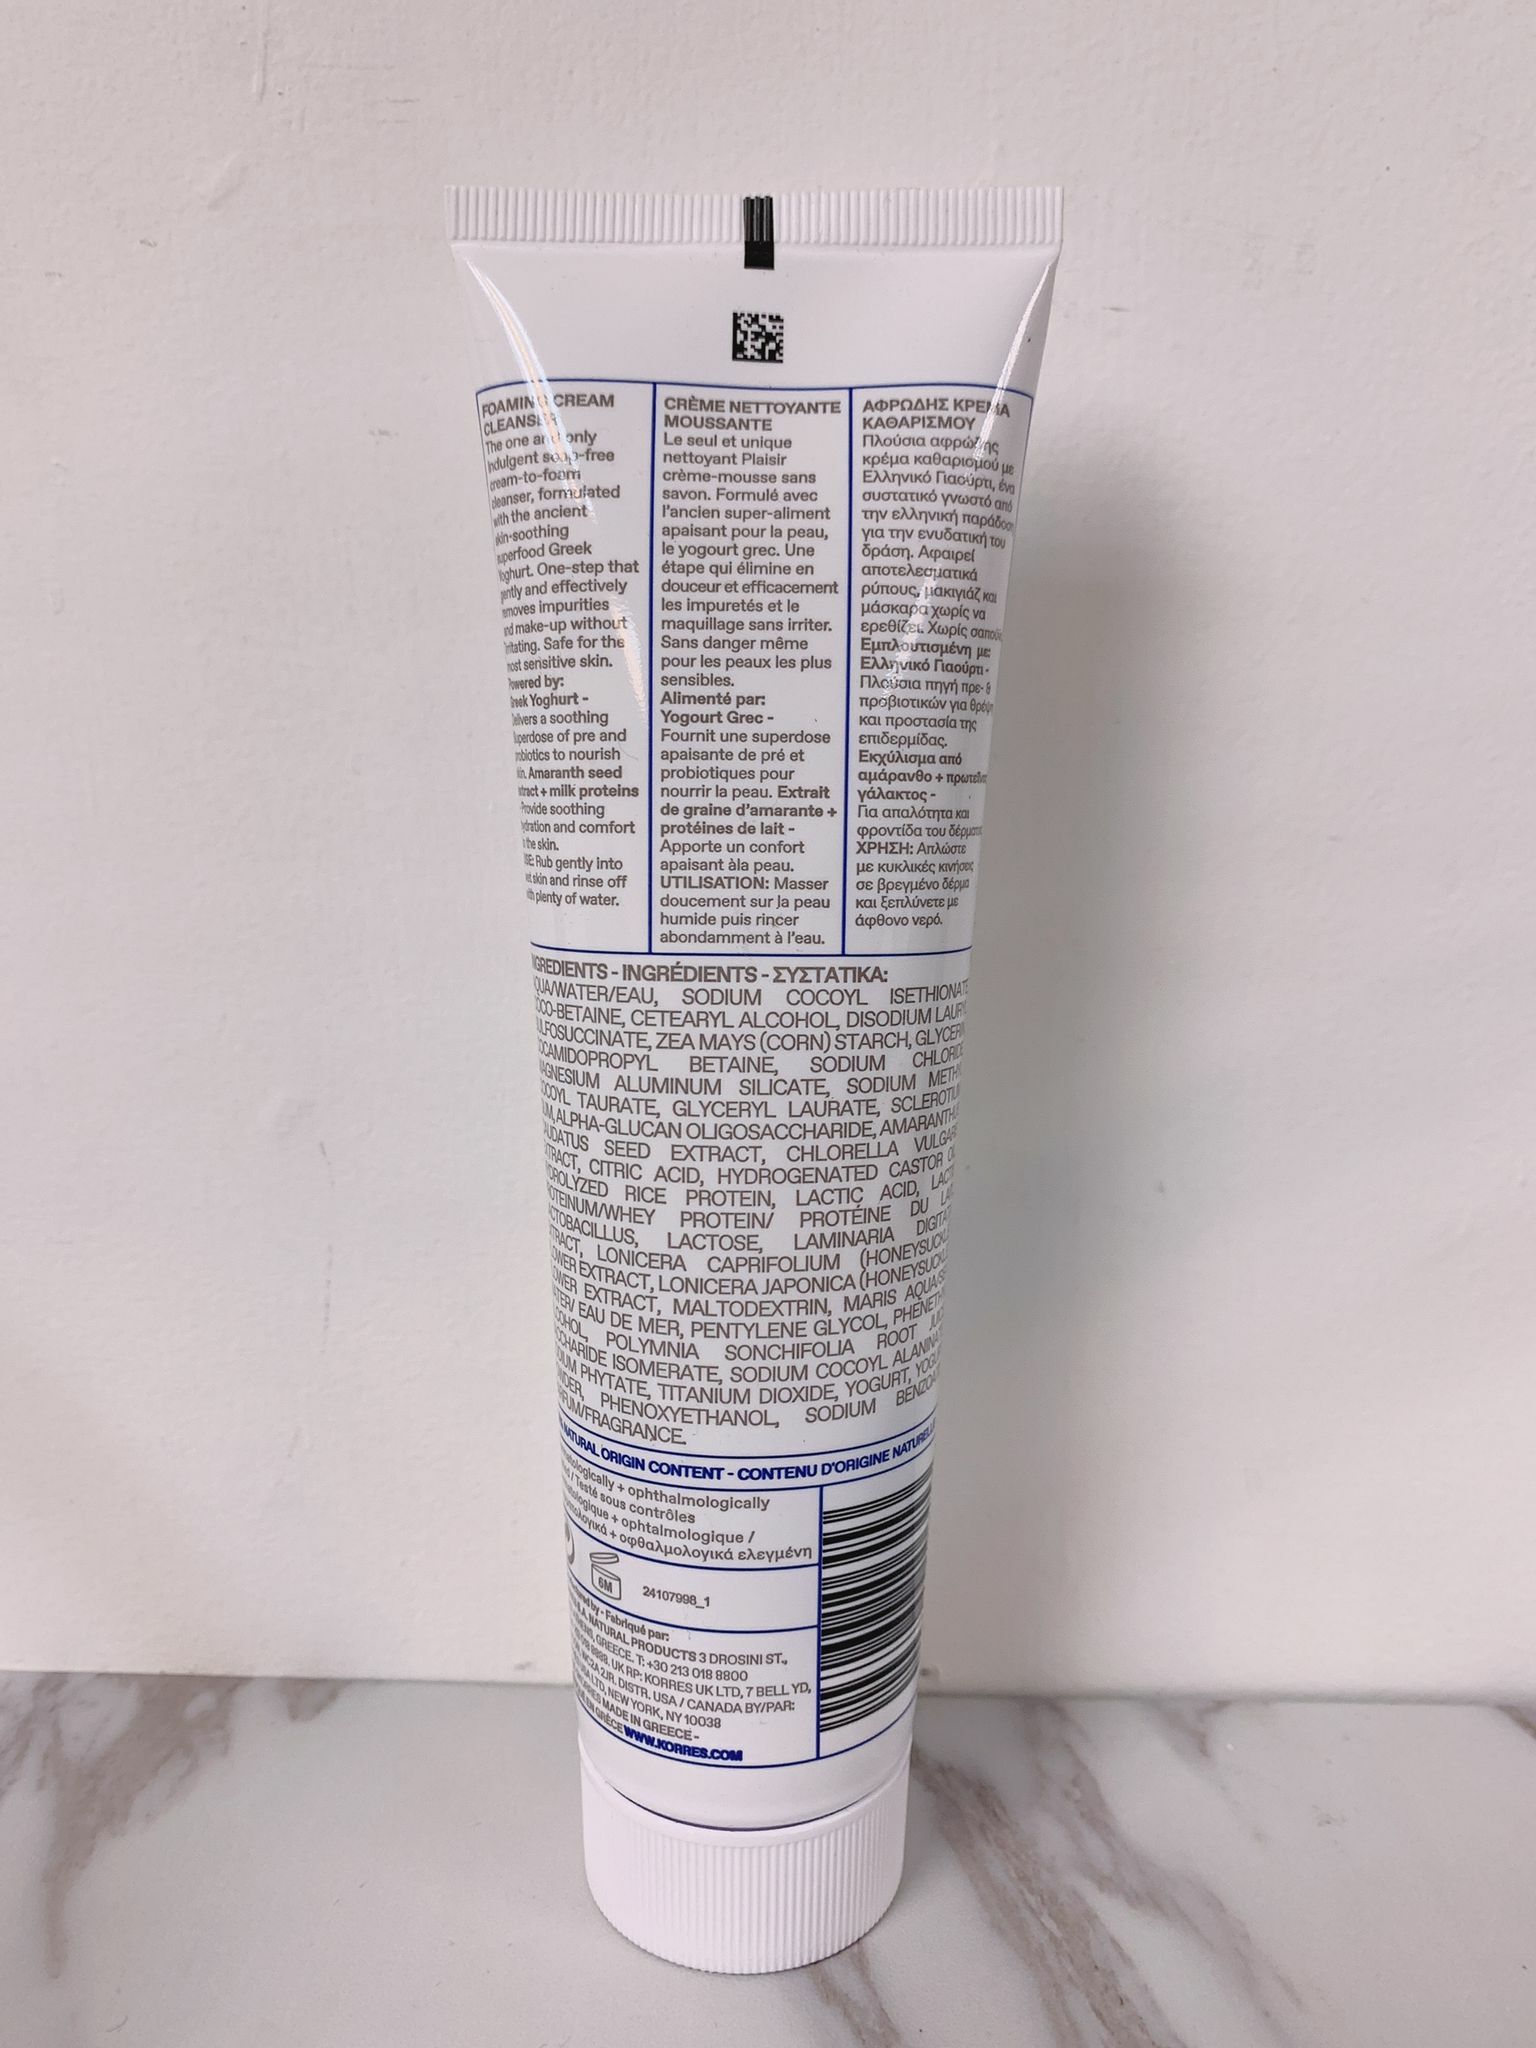 FOAMING CREAM
CLEANSER
The one and only
indulgent soap-free
cream-to-foam
cleanser, formulated
with the ancient
skin-soothing
superfood Greek
Yoghurt. One-step that
gently and effectively
removes impurities
and make-up without
irritating. Safe for the
most sensitive skin.
Powered by:
Greek Yoghurt -
Delivers a soothing
superdose of pre and
probiotics to nourish
skin. Amaranth seed
extract + milk proteins
- Provide soothing
hydration and comfort
to the skin.
USE: Rub gently into
wet skin and rinse off
with plenty of water.
CRÈME NETTOYANTE
MOUSSANTE
Le seul et unique
nettoyant Plaisir
crème-mousse sans
savon. Formulé avec
l'ancien super-aliment
apaisant pour la peau,
le yogourt grec. Une
étape qui élimine en
douceur et efficacement
les impuretés et le
maquillage sans irriter.
Sans danger même
pour les peaux les plus
sensibles.
Alimenté par:
Yogourt Grec -
Fournit une superdose
apaisante de pré et
probiotiques pour
nourrir la peau. Extrait
de graine d'amarante +
protéines de lait -
Apporte un confort
apaisant àla peau.
UTILISATION: Masser
doucement sur la peau
humide puis rincer
abondamment à l'eau.
ΑΦΡΩΔΗΣ ΚΡΕΜΑ
ΚΑΘΑΡΙΣΜΟΥ
Πλούσια αφρώδης
κρέμα καθαρισμού με
Ελληνικό Γιαούρτι, ένα
συστατικό γνωστό από
την ελληνική παράδοση
για την ενυδατική του
δράση. Αφαιρεί
αποτελεσματικά
ρύπους, μακιγιάζ και
μάσκαρα χωρίς να
ερεθίζει. Χωρίς σαπούνι.
Εμπλουτισμένη με:
Ελληνικό Γιαούρτι -
Πλούσια πηγή πρε- &
προβιοτικών για θρέψη
και προστασία της
επιδερμίδας.
Εκχύλισμα από
αμάρανθο + πρωτεΐνες
γάλακτος -
Για απαλότητα και
φροντίδα του δέρματος
ΧΡΗΣΗ: Απλώστε
με κυκλικές κινήσεις
σε βρεγμένο δέρμα
και ξεπλύνετε με
άφθονο νερό.
INGREDIENTS - INGRÉDIENTS - ΣΥΣΤΑΤΙΚΑ:
AQUA/WATER/EAU, SODIUM COCOYL ISETHIONATE,
COCO-BETAINE, CETEARYL ALCOHOL, DISODIUM LAURYL
SULFOSUCCINATE, ZEA MAYS (CORN) STARCH, GLYCERIN,
COCAMIDOPROPYL BETAINE, SODIUM CHLORIDE,
MAGNESIUM ALUMINUM SILICATE, SODIUM METHYL
COCOYL TAURATE, GLYCERYL LAURATE, SCLEROTIUM
GUM, ALPHA-GLUCAN OLIGOSACCHARIDE, AMARANTHUS
CAUDATUS SEED EXTRACT, CHLORELLA VULGARIS
EXTRACT, CITRIC ACID, HYDROGENATED CASTOR OIL,
HYDROLYZED RICE PROTEIN, LACTIC ACID, LACTIS
PROTEINUM/WHEY PROTEIN/ PROTÉINE DU LAIT,
LACTOBACILLUS, LACTOSE, LAMINARIA DIGITATA
EXTRACT, LONICERA CAPRIFOLIUM (HONEYSUCKLE)
FLOWER EXTRACT, LONICERA JAPONICA (HONEYSUCKLE)
FLOWER EXTRACT, MALTODEXTRIN, MARIS AQUA/SEA
WATER/ EAU DE MER, PENTYLENE GLYCOL, PHENETHYL
ALCOHOL, POLYMNIA SONCHIFOLIA ROOT JUICE,
SACCHARIDE ISOMERATE, SODIUM COCOYL ALANINATE,
SODIUM PHYTATE, TITANIUM DIOXIDE, YOGURT, YOGURT
POWDER, PHENOXYETHANOL, SODIUM BENZOATE,
PARFUM/FRAGRANCE.
NATURAL ORIGIN CONTENT - CONTENU D'ORIGINE NATURELLE
Dermatologically + ophthalmologically
tested / Testé sous contrôles
dermatologique + ophtalmologique /
Δερματολογικά + οφθαλμολογικά ελεγμένη
6M
24107998_1
Fabriqué par:
S.A. NATURAL PRODUCTS 3 DROSINI ST.,
GREECE. T: +30 213 018 8800
UK RP: KORRES UK LTD, 7 BELL YD,
WC2A 2JR. DISTR. USA / CANADA BY/PAR:
USA LTD, NEW YORK, NY 10038
KORRES MADE IN GREECE -
EN GRÈCE WWW.KORRES.COM